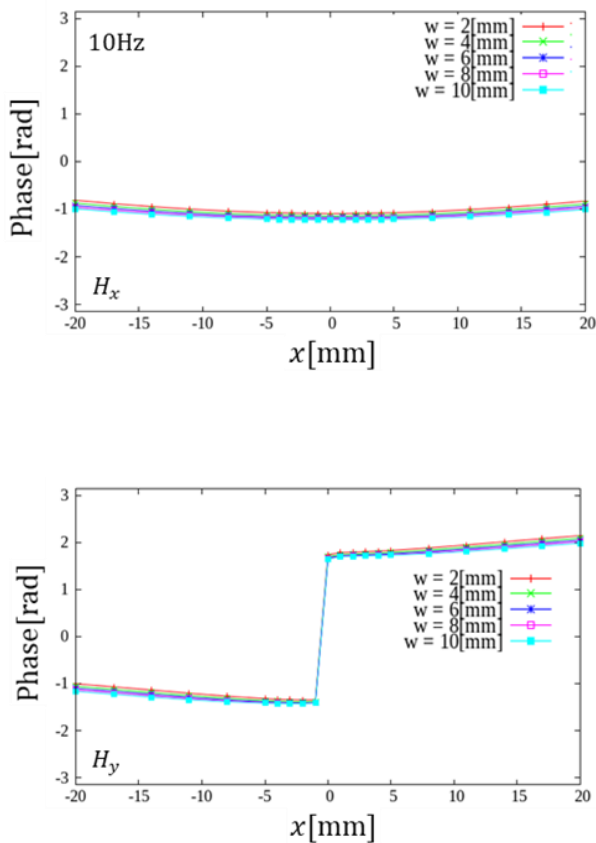 3
2
1
0
-1
-2
-3
Phase[rad]
10Hz
w = 2[mm]
w = 4[mm]
w = 6[mm]
w = 8[mm]
w = 10[mm]
H_x
-20 -15 -10 -5 0 5 10 15 20
x[mm]
3
2
1
0
-1
-2
-3
Phase[rad]
w = 2[mm]
w = 4[mm]
w = 6[mm]
w = 8[mm]
w = 10[mm]
H_y
-20 -15 -10 -5 0 5 10 15 20
x[mm]